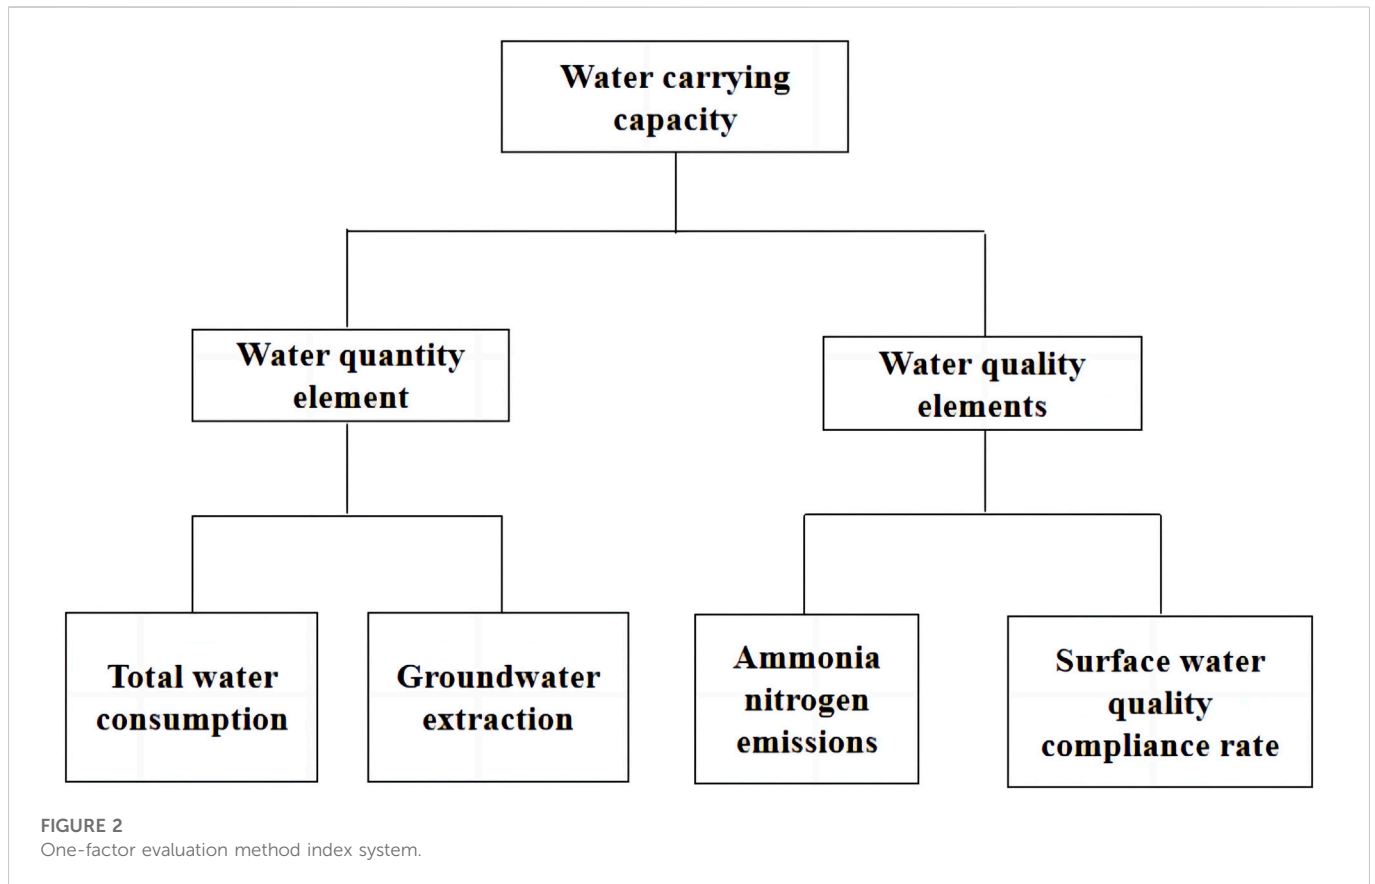 Water carrying
capacity
Water quantity
element
Water quality
elements
Total water
consumption
Groundwater
extraction
Ammonia
nitrogen
emissions
Surface water
quality
compliance rate
FIGURE 2
One-factor evaluation method index system.